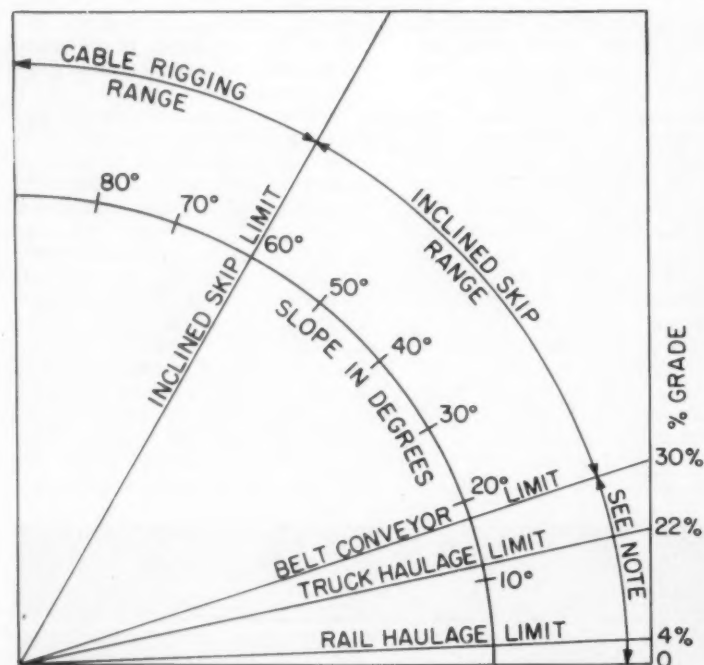 CABLE RIGGING
RANGE
INCLINED SKIP
RANGE
80°
70°
60°
50°
40°
30°
20°
10°
INCLINED SKIP LIMIT
SLOPE IN DEGREES
% GRADE
30%
BELT CONVEYOR LIMIT
22%
TRUCK HAULAGE LIMIT
SEE NOTE
4%
RAIL HAULAGE LIMIT
0